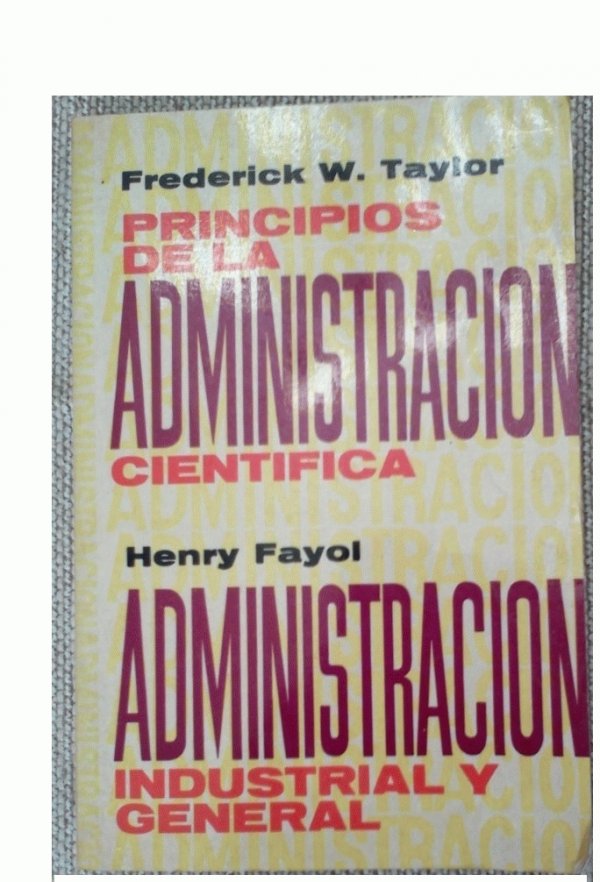 Frederick W. Taylor
PRINCIPIOS
DE LA
ADMINISTRACION
CIENTIFICA
Henry Fayol
ADMINISTRACION
INDUSTRIAL Y
GENERAL